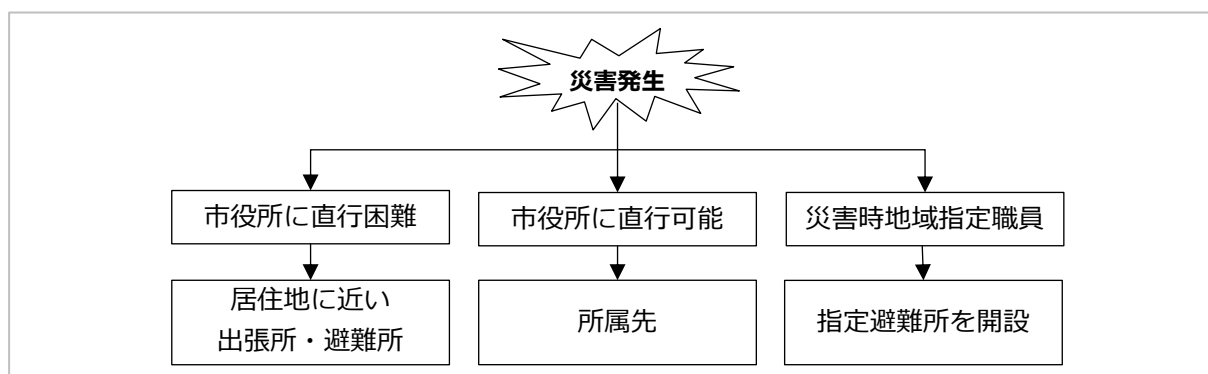 災害発生
市役所に直行困難
市役所に直行可能
災害時地域指定職員
居住地に近い
出張所・避難所
所属先
指定避難所を開設